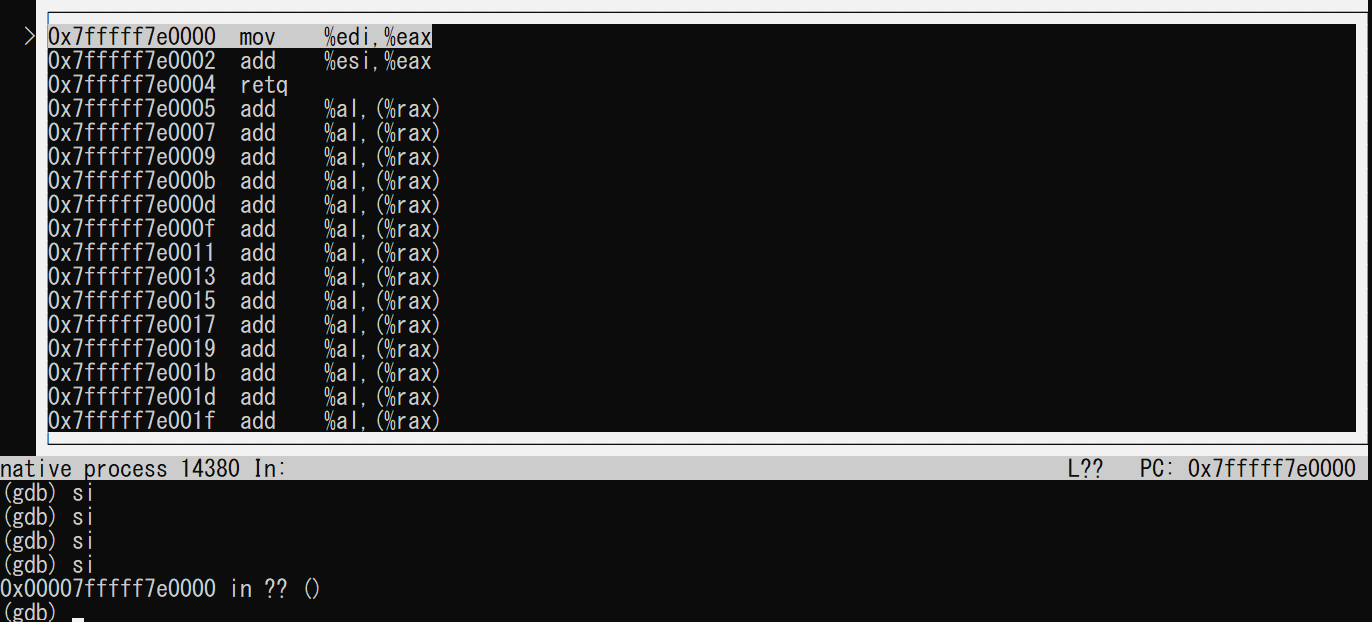 >0x7fffff7e0000 mov %edi,%eax
0x7fffff7e0002 add %esi,%eax
0x7fffff7e0004 retq
0x7fffff7e0005 add %al,(%rax)
0x7fffff7e0007 add %al,(%rax)
0x7fffff7e0009 add %al,(%rax)
0x7fffff7e000b add %al,(%rax)
0x7fffff7e000d add %al,(%rax)
0x7fffff7e000f add %al,(%rax)
0x7fffff7e0011 add %al,(%rax)
0x7fffff7e0013 add %al,(%rax)
0x7fffff7e0015 add %al,(%rax)
0x7fffff7e0017 add %al,(%rax)
0x7fffff7e0019 add %al,(%rax)
0x7fffff7e001b add %al,(%rax)
0x7fffff7e001d add %al,(%rax)
0x7fffff7e001f add %al,(%rax)
native process 14380 In: L?? PC: 0x7fffff7e0000
(gdb) si
(gdb) si
(gdb) si
(gdb) si
0x00007fffff7e0000 in ?? ()
(gdb)